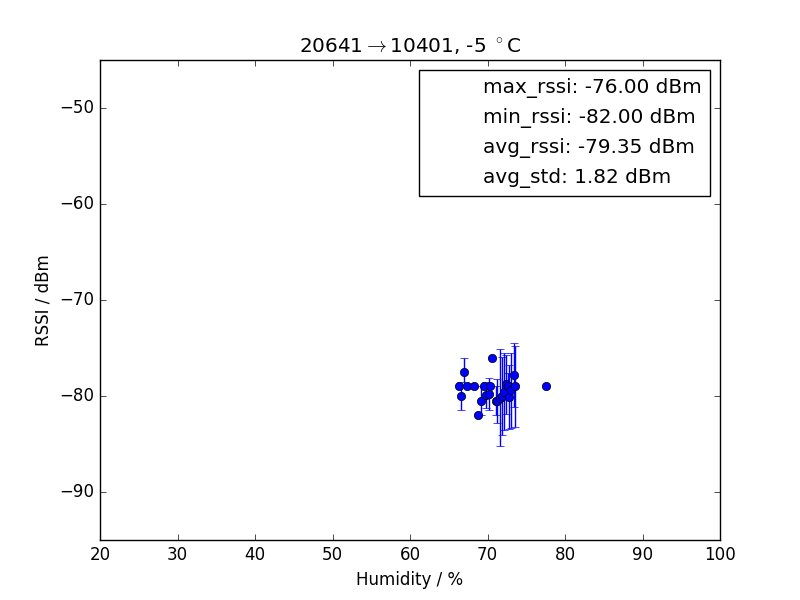 20641→10401, -5 °C
max_rssi: -76.00 dBm
min_rssi: -82.00 dBm
avg_rssi: -79.35 dBm
avg_std: 1.82 dBm
−50
−60
−70
−80
−90
RSSI / dBm
20 30 40 50 60 70 80 90 100
Humidity / %